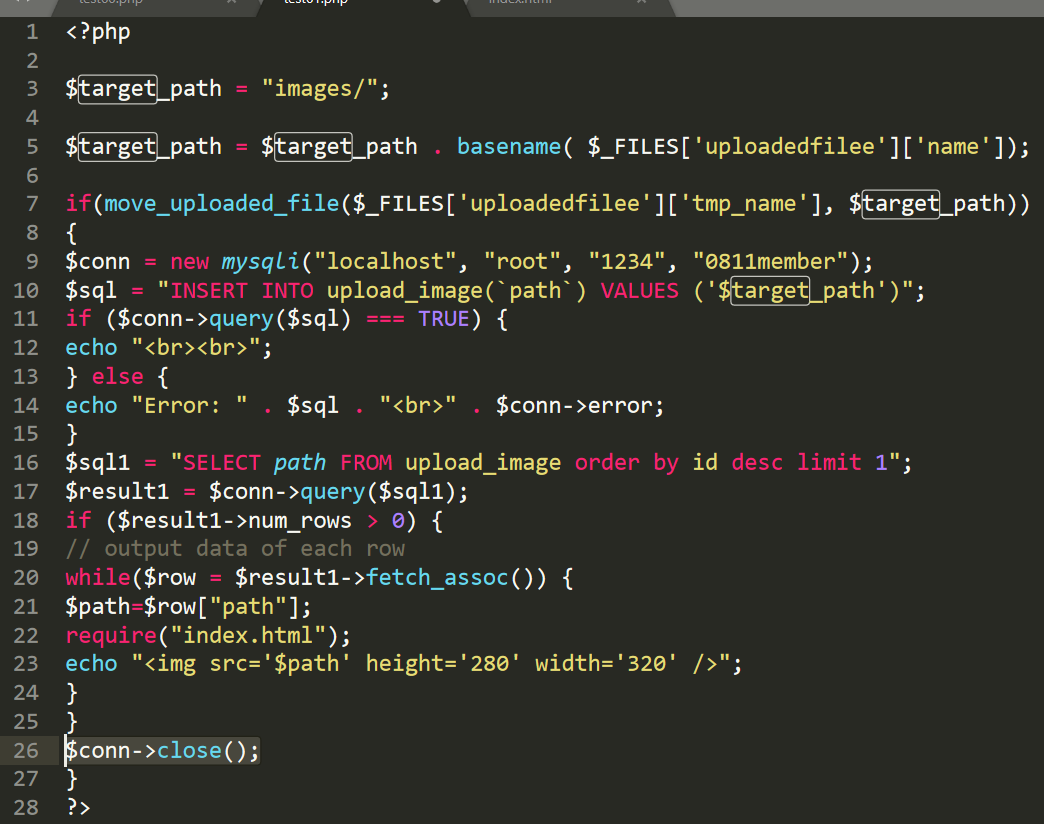 test01.php
index.html
1 <?php
2
3 $target_path = "images/";
4
5 $target_path = $target_path . basename( $_FILES['uploadedfilee']['name']);
6
7 if(move_uploaded_file($_FILES['uploadedfilee']['tmp_name'], $target_path))
8 {
9 $conn = new mysqli("localhost", "root", "1234", "0811member");
10 $sql = "INSERT INTO upload_image(`path`) VALUES ('$target_path')";
11 if ($conn->query($sql) === TRUE) {
12 echo "<br><br>";
13 } else {
14 echo "Error: " . $sql . "<br>" . $conn->error;
15 }
16 $sql1 = "SELECT path FROM upload_image order by id desc limit 1";
17 $result1 = $conn->query($sql1);
18 if ($result1->num_rows > 0) {
19 // output data of each row
20 while($row = $result1->fetch_assoc()) {
21 $path=$row["path"];
22 require("index.html");
23 echo "<img src='$path' height='280' width='320' />";
24 }
25 }
26 $conn->close();
27 }
28 ?>